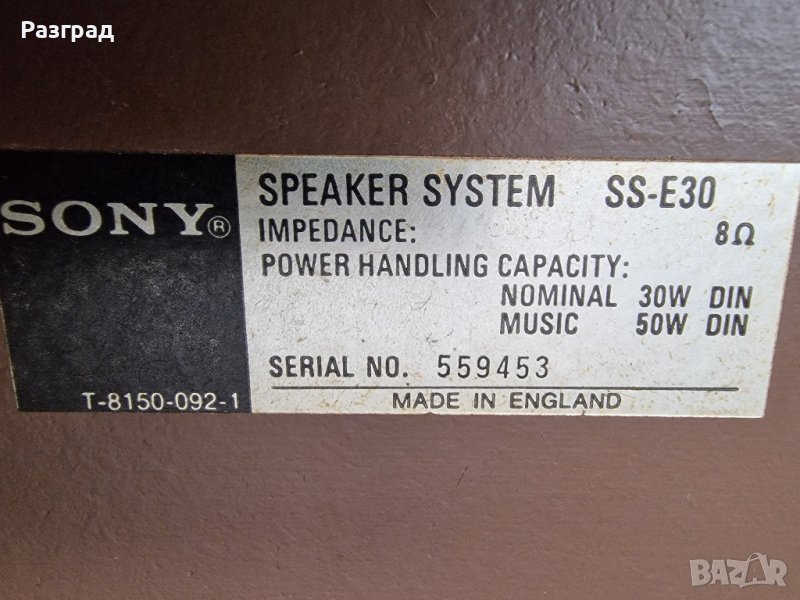 Разград
SONY®
SPEAKER SYSTEM SS-E30
IMPEDANCE: 8Ω
POWER HANDLING CAPACITY:
NOMINAL 30W DIN
MUSIC 50W DIN
SERIAL NO. 559453
T-8150-092-1
MADE IN ENGLAND
BAZAR